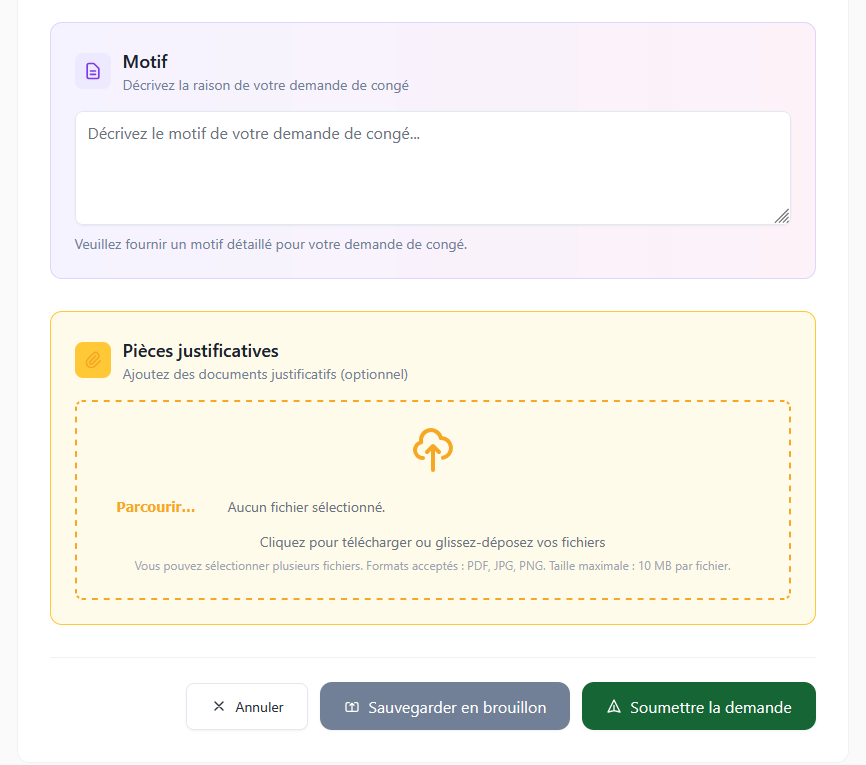 Motif
Décrivez la raison de votre demande de congé
Décrivez le motif de votre demande de congé...
Veuillez fournir un motif détaillé pour votre demande de congé.
Pièces justificatives
Ajoutez des documents justificatifs (optionnel)
Parcourir... Aucun fichier sélectionné.
Cliquez pour télécharger ou glissez-déposez vos fichiers
Vous pouvez sélectionner plusieurs fichiers. Formats acceptés : PDF, JPG, PNG. Taille maximale : 10 MB par fichier.
Annuler Sauvegarder en brouillon Soumettre la demande